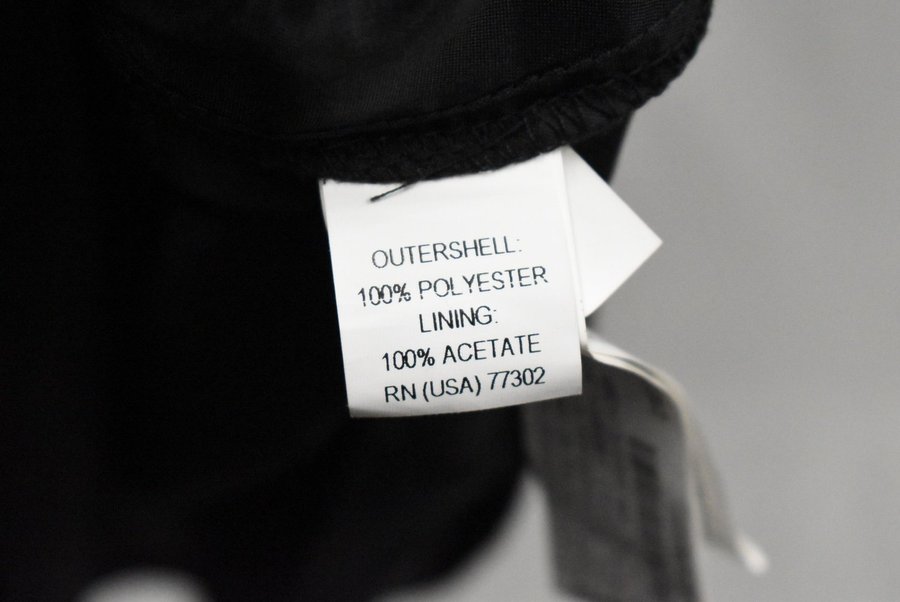 OUTERSHELL:
100% POLYESTER
LINING:
100% ACETATE
RN (USA) 77302